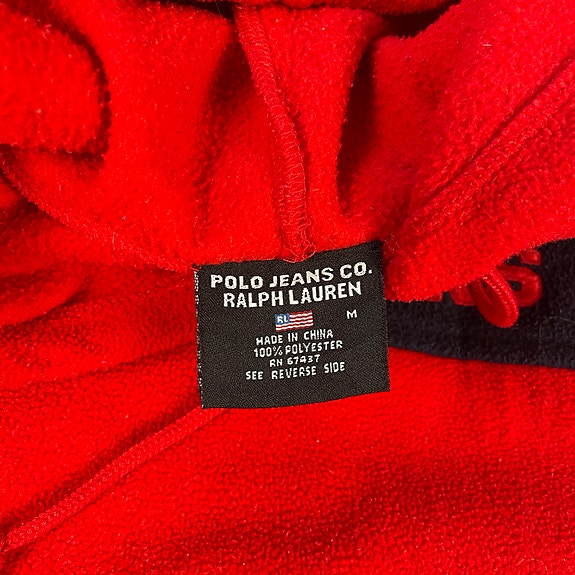 POLO JEANS CO.
RALPH LAUREN
RL M
MADE IN CHINA
100% POLYESTER
RN 67437
SEE REVERSE SIDE